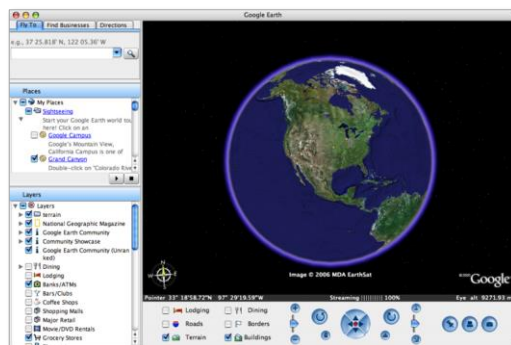 Google Earth
Fly To... Find Businesses Directions
e.g., 37 25.818' N, 122 05.36' W
Places
My Places
Sightseeing
Start your Google Earth world tou
here! Click on an
Google Campus
Google's Mountain View,
California Campus is one of
Grand Canyon
Double-click on 'Colorado Rive
Layers
Layers
terrain
National Geographic Magazine
Google Earth Community
Community Showcase
Google Earth Community (Unran
ked)
Dining
Lodging
Banks/ATMs
Bars/Clubs
Coffee Shops
Shopping Malls
Major Retail
Movie/DVD Rentals
Grocery Stores
N
Image © 2006 MDA EarthSat
Google
Pointer 33° 18'58.72"N 97° 29'19.59"W Streaming 100% Eye alt 9271.93 m
Lodging Dining
Roads Borders
Terrain Buildings